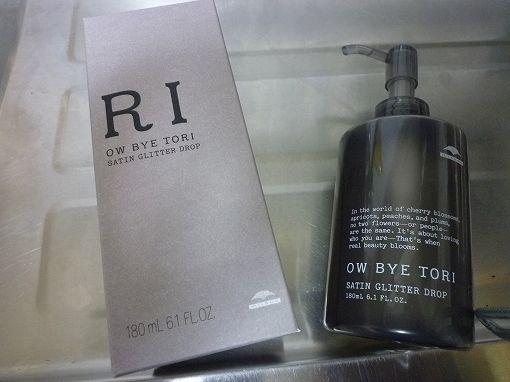 RI
OW BYE TORI
SATIN GLITTER DROP
180 mL 6.1 FL.OZ.
In the world of cherry blossoms,
apricots, peaches, and plums,
no two flowers—or people—
are the same. It's about loving
who you are—That's when
real beauty blooms.
OW BYE TORI
SATIN GLITTER DROP
180mL 6.1 FL. OZ.